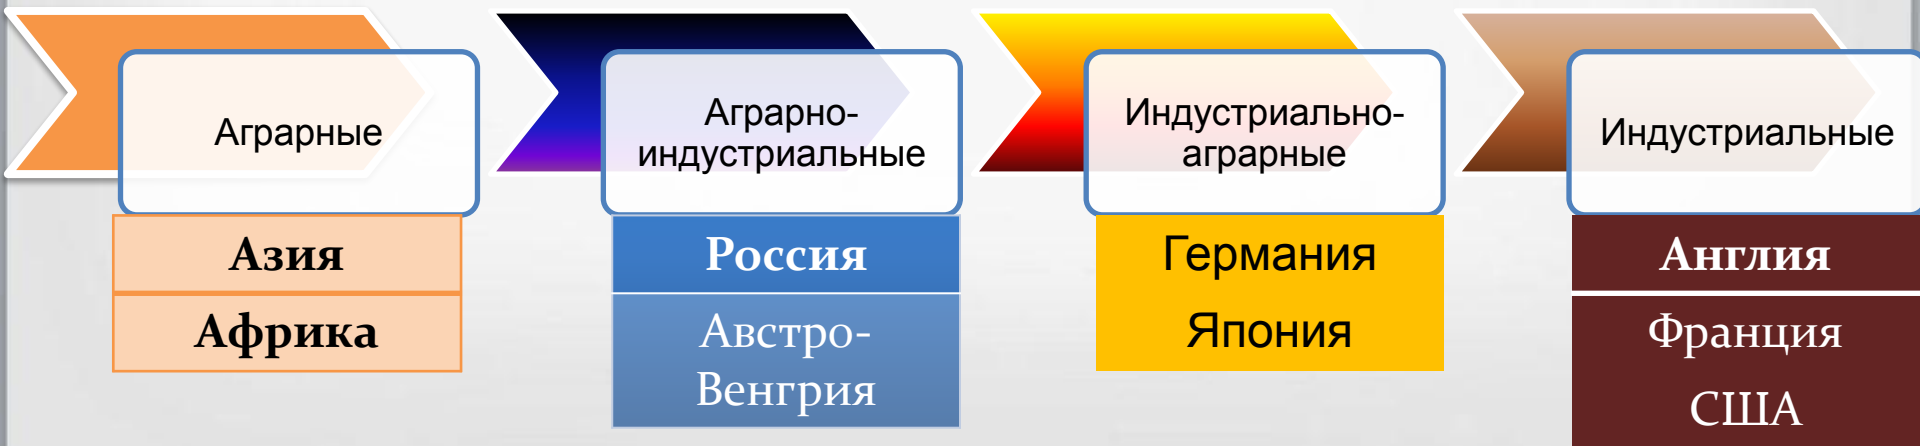 Аграрные
Азия
Африка
Аграрно-
индустриальные
Россия
Австро-
Венгрия
Индустриально-
аграрные
Германия
Япония
Индустриальные
Англия
Франция
США